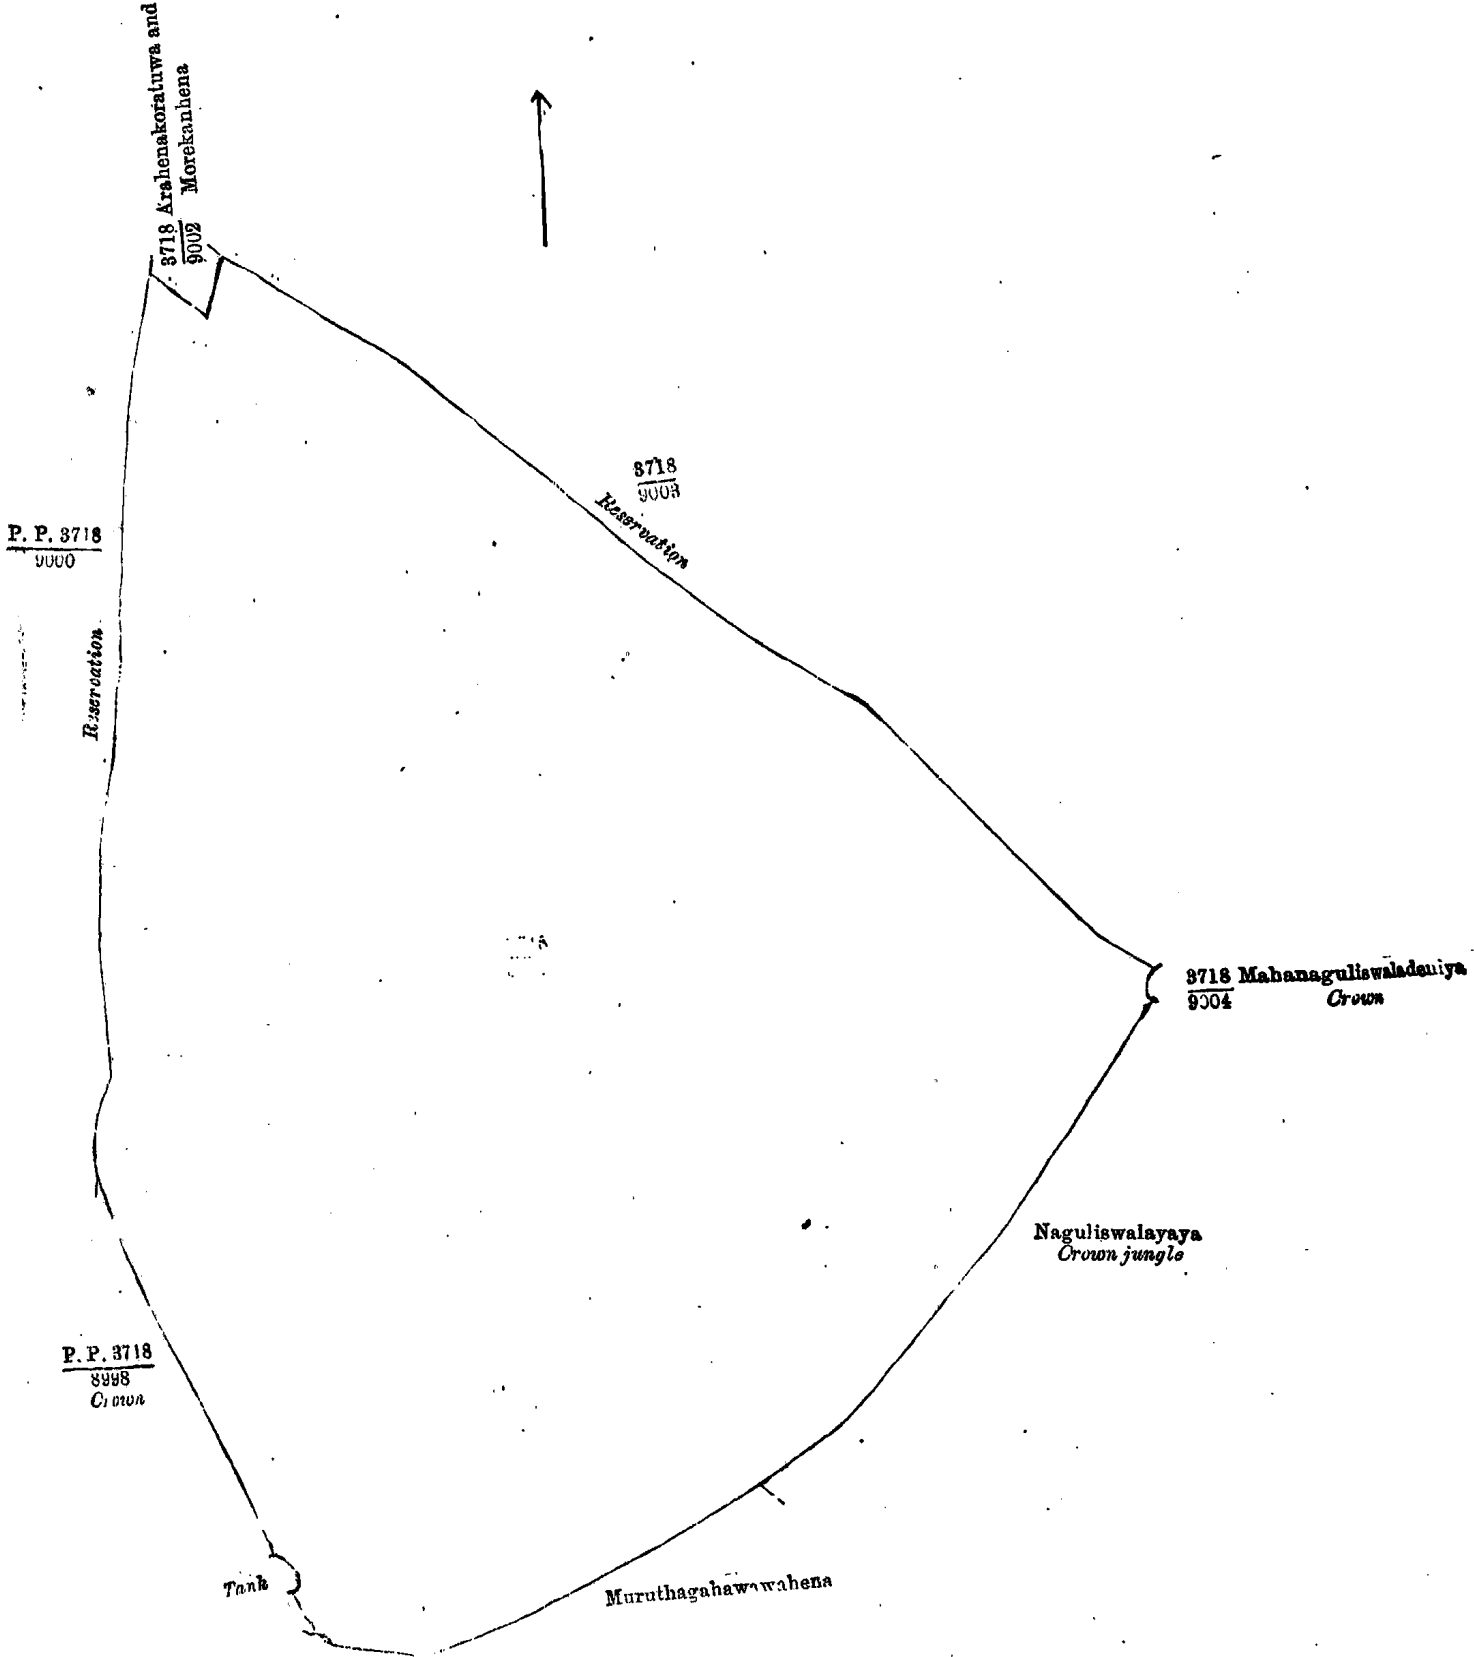 3718 Arahenakoratuwa and
9002 Morekanhena
3718
9003
Reservation
P. P. 3718
9000
Reservation
3718 Mahanaguliswaladeniya
9004 Crown
Naguliswalayaya
Crown jungle
P. P. 3718
8998
Crown
Tank